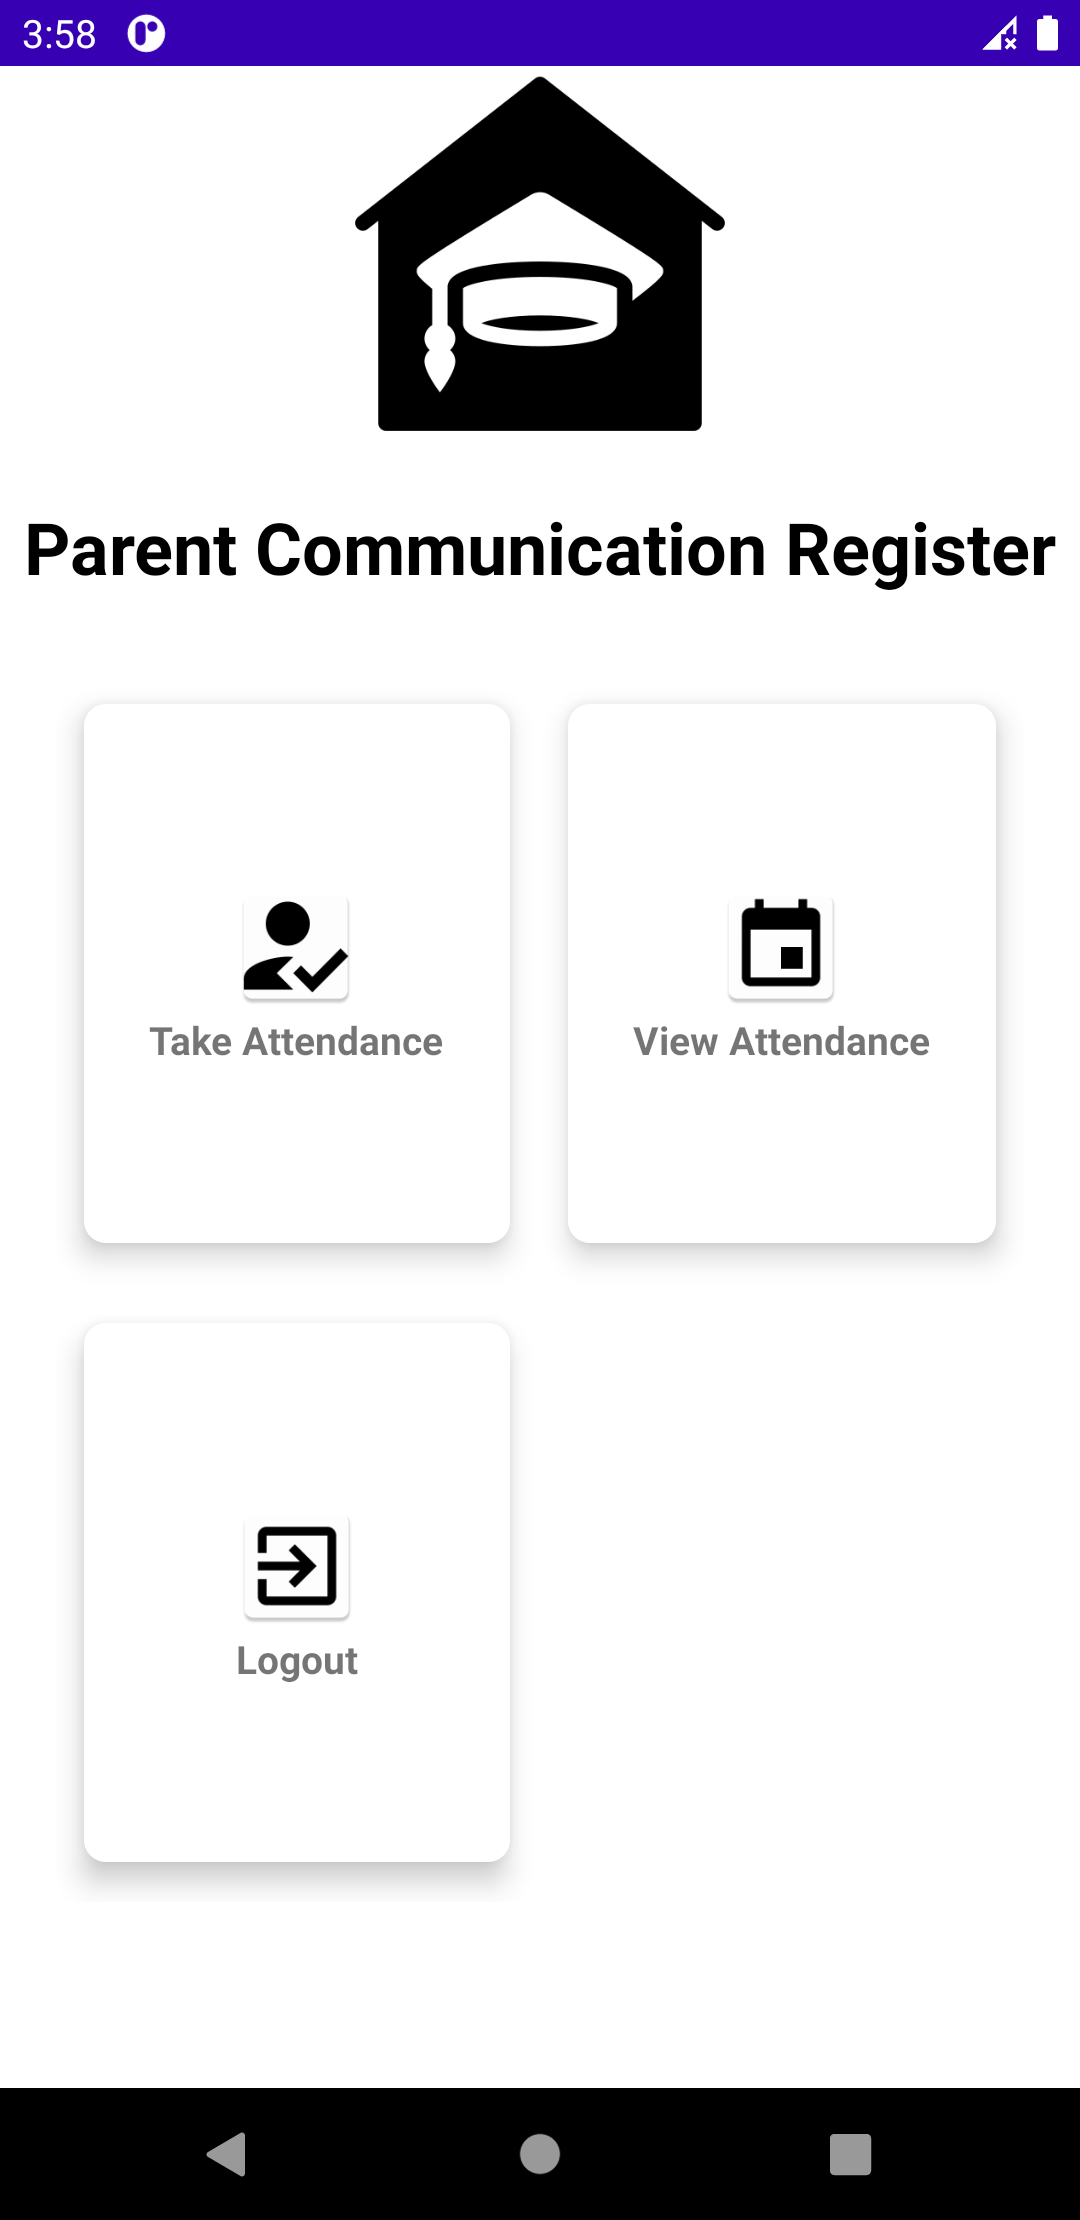 3:58
Parent Communication Register
Take Attendance
View Attendance
Logout